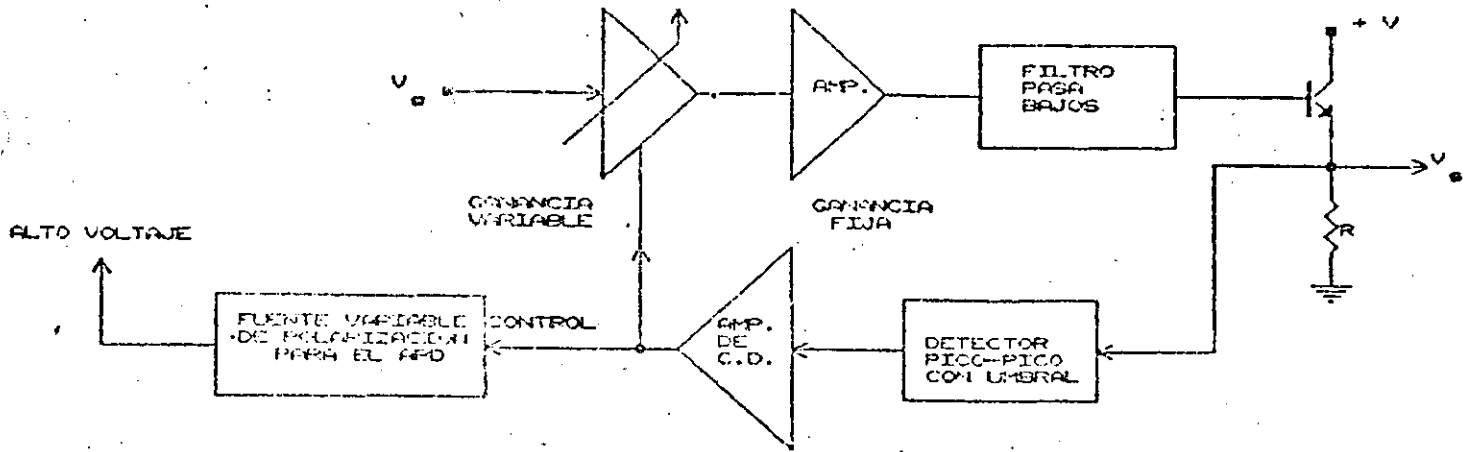 + V
V o
AMP.
FILTRO
PASA
BAJOS
V s
GANANCIA
VARIABLE
GANANCIA
FIJA
R
ALTO VOLTAJE
FUENTE VARIABLE
DE POLARIZACION
PARA EL APD
CONTROL
AMP.
DE
C.D.
DETECTOR
PICO-PICO
CON UMBRAL